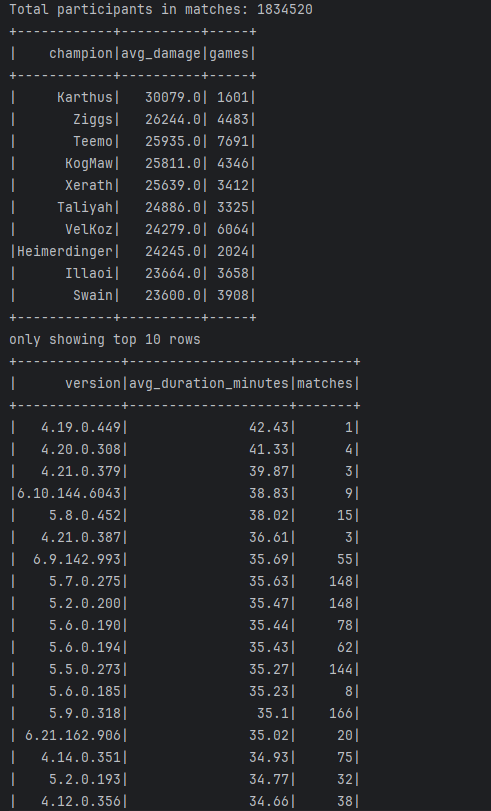 Total participants in matches: 1834520
+------------+----------+-----+
|    champion|avg_damage|games|
+------------+----------+-----+
|     Karthus|   30079.0| 1601|
|       Ziggs|   26244.0| 4483|
|       Teemo|   25935.0| 7691|
|      KogMaw|   25811.0| 4346|
|      Xerath|   25639.0| 3412|
|     Taliyah|   24886.0| 3325|
|      VelKoz|   24279.0| 6064|
|Heimerdinger|   24245.0| 2024|
|      Illaoi|   23664.0| 3658|
|       Swain|   23600.0| 3908|
+------------+----------+-----+
only showing top 10 rows
+-------------+--------------------+-------+
|      version|avg_duration_minutes|matches|
+-------------+--------------------+-------+
|   4.19.0.449|               42.43|      1|
|   4.20.0.308|               41.33|      4|
|   4.21.0.379|               39.87|      3|
|6.10.144.6043|               38.83|      9|
|    5.8.0.452|               38.02|     15|
|   4.21.0.387|               36.61|      3|
|  6.9.142.993|               35.69|     55|
|    5.7.0.275|               35.63|    148|
|    5.2.0.200|               35.47|    148|
|    5.6.0.190|               35.44|     78|
|    5.6.0.194|               35.43|     62|
|    5.5.0.273|               35.27|    144|
|    5.6.0.185|               35.23|      8|
|    5.9.0.318|                35.1|    166|
| 6.21.162.906|               35.02|     20|
|   4.14.0.351|               34.93|     75|
|    5.2.0.193|               34.77|     32|
|   4.12.0.356|               34.66|     38|